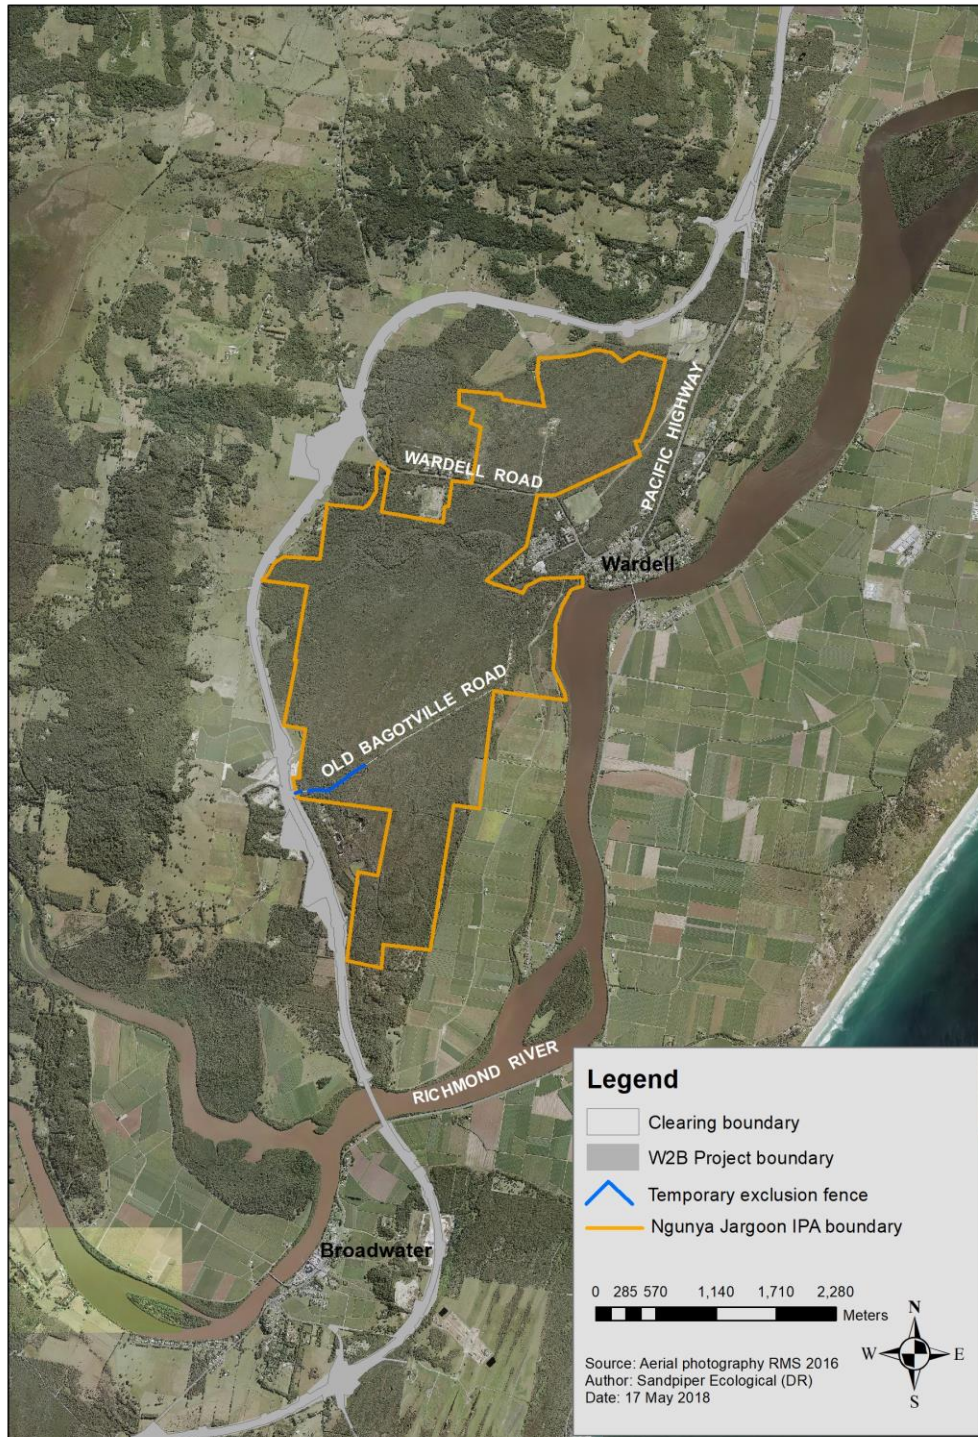 WARDELL ROAD
PACIFIC HIGHWAY
Wardell
OLD BAGOTVILLE ROAD
RICHMOND RIVER
Broadwater
Legend
Clearing boundary
W2B Project boundary
Temporary exclusion fence
Ngunya Jargoon IPA boundary
0 285 570 1,140 1,710 2,280
Meters
N
W E
S
Source: Aerial photography RMS 2016
Author: Sandpiper Ecological (DR)
Date: 17 May 2018